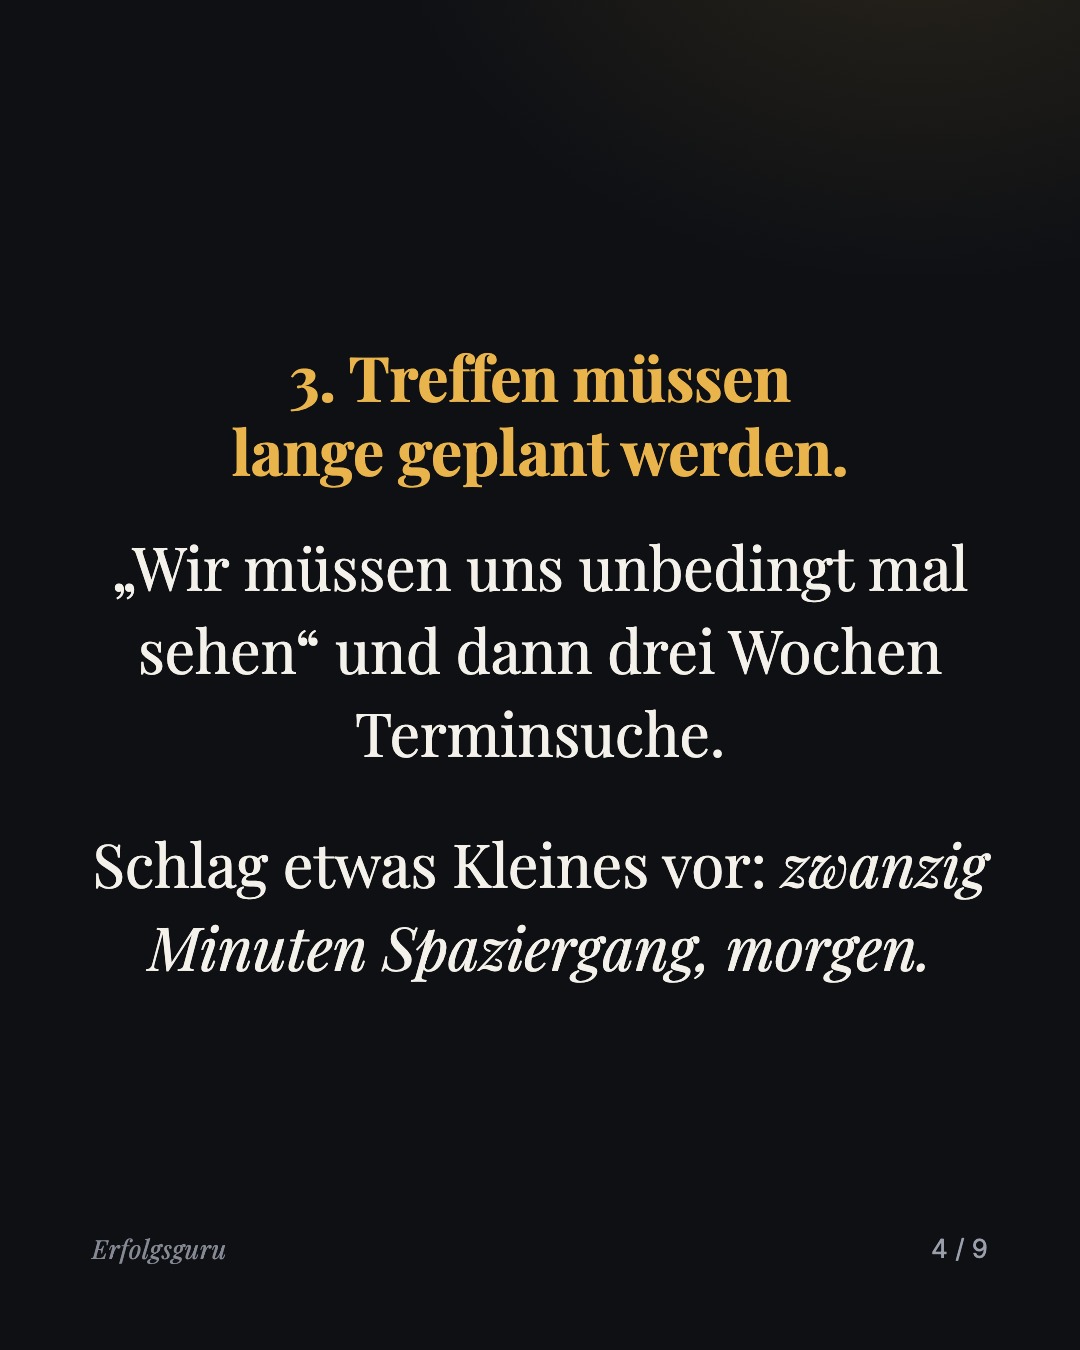 3. Treffen müssen
lange geplant werden.
„Wir müssen uns unbedingt mal
sehen“ und dann drei Wochen
Terminsuche.
Schlag etwas Kleines vor: zwanzig
Minuten Spaziergang, morgen.
Erfolgsguru
4 / 9